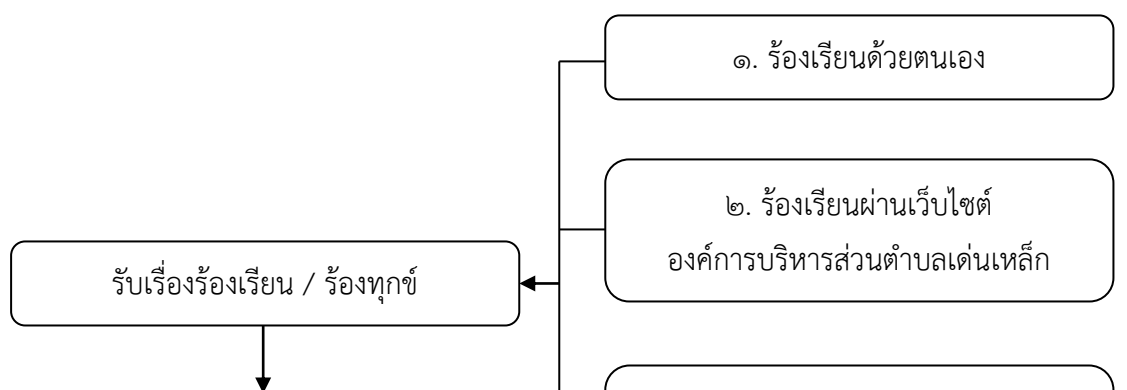 ๑. ร้องเรียนด้วยตนเอง
๒. ร้องเรียนผ่านเว็บไซต์
องค์การบริหารส่วนตำบลเด่นเหล็ก
รับเรื่องร้องเรียน / ร้องทุกข์